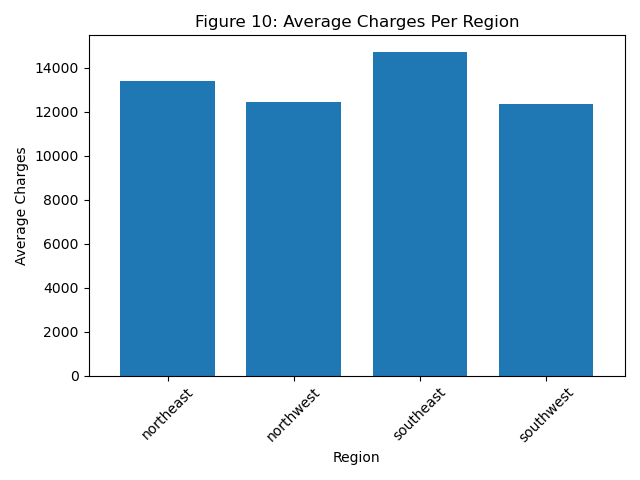 Figure 10: Average Charges Per Region
Average Charges
14000
12000
10000
8000
6000
4000
2000
0
northeast
northwest
southeast
southwest
Region